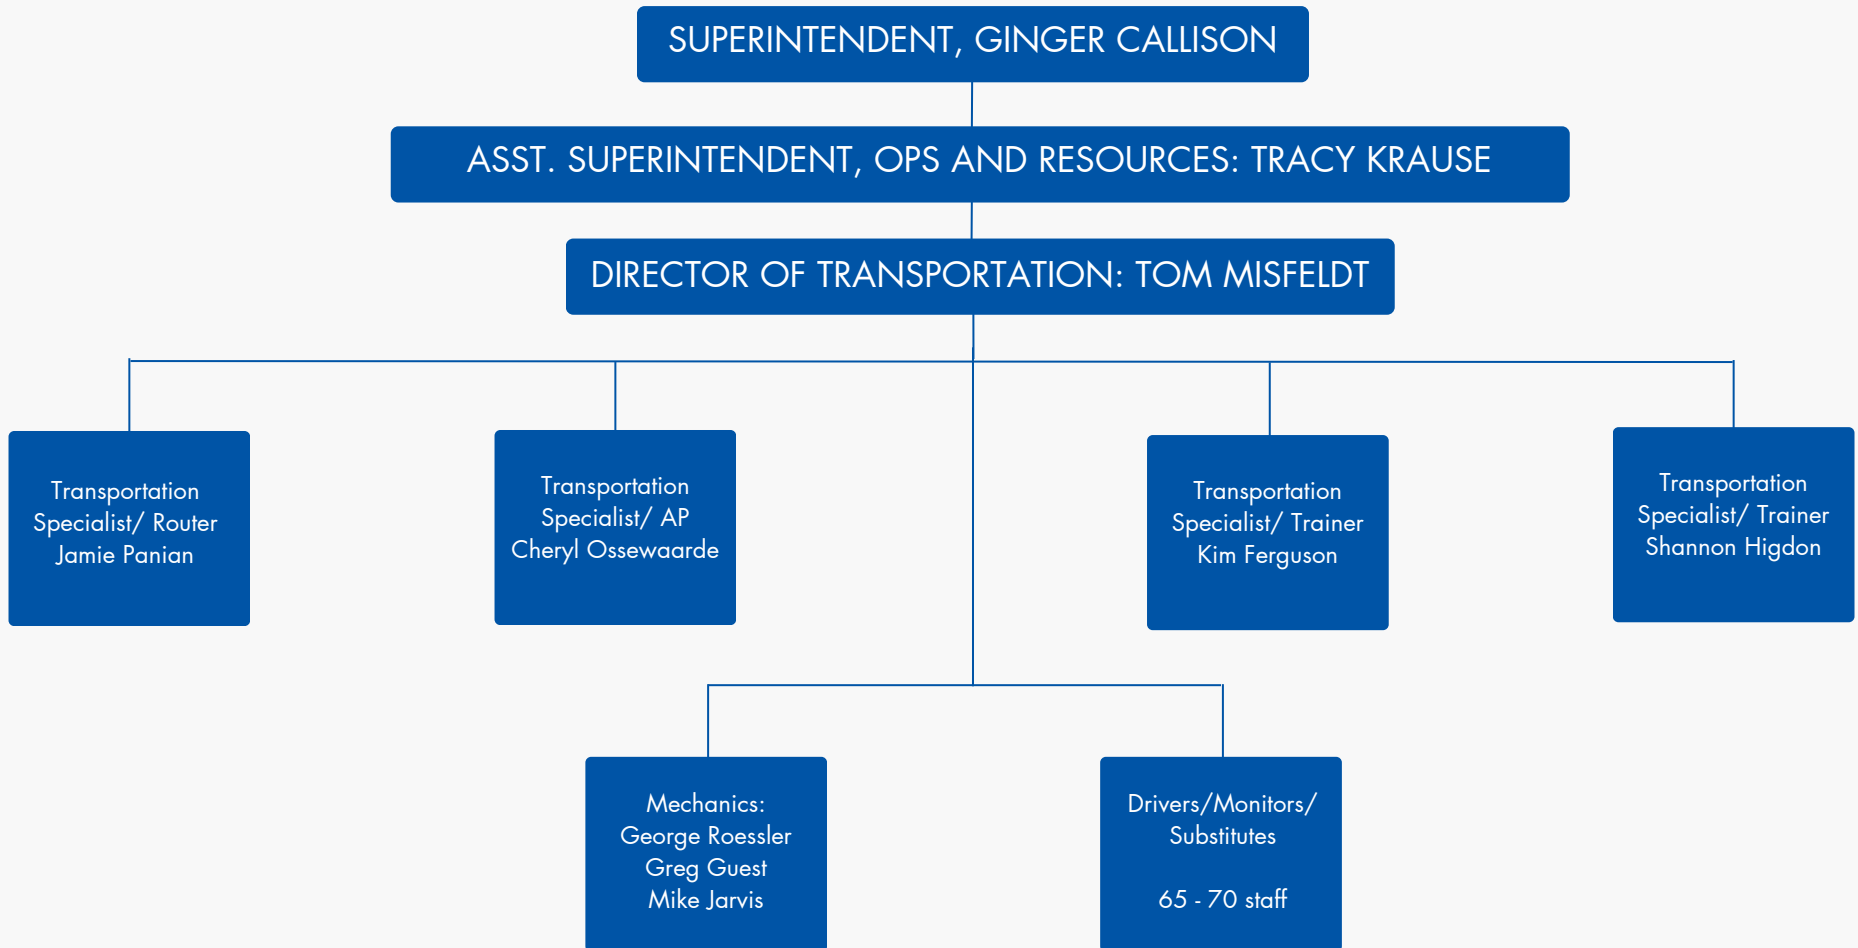 SUPERINTENDENT, GINGER CALLISON
ASST. SUPERINTENDENT, OPS AND RESOURCES: TRACY KRAUSE
DIRECTOR OF TRANSPORTATION: TOM MISFELDT
Transportation
Specialist/ Router
Jamie Panian
Transportation
Specialist/ AP
Cheryl Ossewaarde
Transportation
Specialist/ Trainer
Kim Ferguson
Transportation
Specialist/ Trainer
Shannon Higdon
Mechanics:
George Roessler
Greg Guest
Mike Jarvis
Drivers/Monitors/
Substitutes
65 - 70 staff